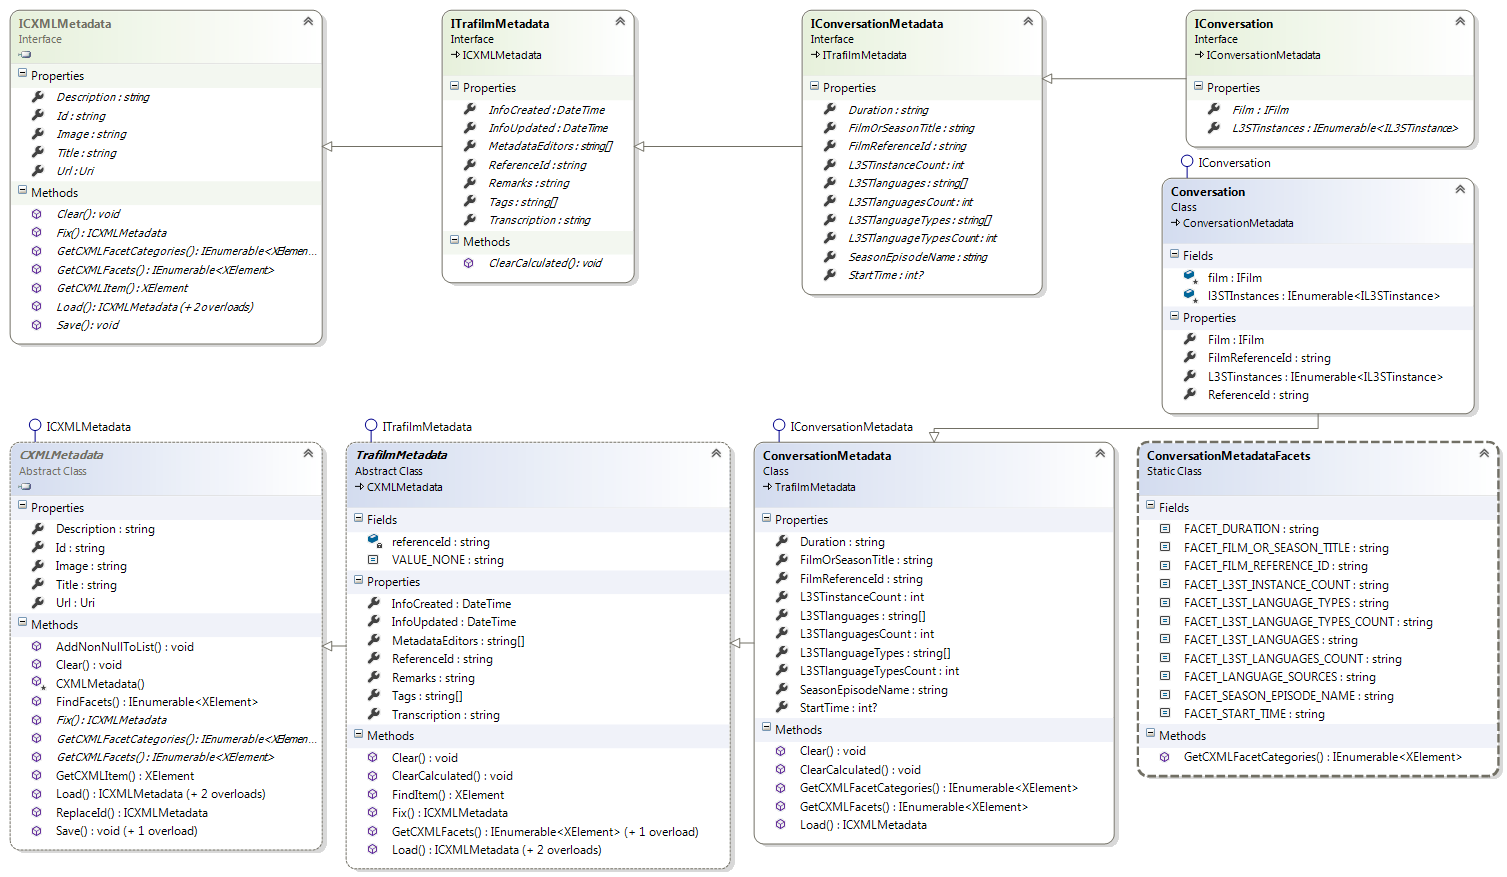 ICXMLMetadata
Interface
Properties
Description : string
Id : string
Image : string
Title : string
Url : Uri
Methods
Clear() : void
Fix() : ICXMLMetadata
GetCXMLFacetCategories() : IEnumerable<XElemen...
GetCXMLFacets() : IEnumerable<XElement>
GetCXMLItem() : XElement
Load() : ICXMLMetadata (+ 2 overloads)
Save() : void
ITrafilmMetadata
Interface
ICXMLMetadata
Properties
InfoCreated : DateTime
InfoUpdated : DateTime
MetadataEditors : string[]
ReferenceId : string
Remarks : string
Tags : string[]
Transcription : string
Methods
ClearCalculated() : void
IConversationMetadata
Interface
ITrafilmMetadata
Properties
Duration : string
FilmOrSeasonTitle : string
FilmReferenceId : string
L3STinstanceCount : int
L3STlanguages : string[]
L3STlanguagesCount : int
L3STlanguageTypes : string[]
L3STlanguageTypesCount : int
SeasonEpisodeName : string
StartTime : int?
IConversation
Interface
IConversationMetadata
Properties
Film : IFilm
L3STinstances : IEnumerable<IL3STinstance>
IConversation
Conversation
Class
ConversationMetadata
Fields
film : IFilm
l3STInstances : IEnumerable<IL3STinstance>
Properties
Film : IFilm
FilmReferenceId : string
L3STinstances : IEnumerable<IL3STinstance>
ReferenceId : string
ICXMLMetadata
CXMLMetadata
Abstract Class
Properties
Description : string
Id : string
Image : string
Title : string
Url : Uri
Methods
AddNonNullToList() : void
Clear() : void
CXMLMetadata()
FindFacets() : IEnumerable<XElement>
Fix() : ICXMLMetadata
GetCXMLFacetCategories() : IEnumerable<XElemen...
GetCXMLFacets() : IEnumerable<XElement>
GetCXMLItem() : XElement
Load() : ICXMLMetadata (+ 2 overloads)
ReplaceId() : ICXMLMetadata
Save() : void (+ 1 overload)
ITrafilmMetadata
TrafilmMetadata
Abstract Class
CXMLMetadata
Fields
referenceId : string
VALUE_NONE : string
Properties
InfoCreated : DateTime
InfoUpdated : DateTime
MetadataEditors : string[]
ReferenceId : string
Remarks : string
Tags : string[]
Transcription : string
Methods
Clear() : void
ClearCalculated() : void
FindItem() : XElement
Fix() : ICXMLMetadata
GetCXMLFacets() : IEnumerable<XElement> (+ 1 overload)
Load() : ICXMLMetadata (+ 2 overloads)
IConversationMetadata
ConversationMetadata
Class
TrafilmMetadata
Properties
Duration : string
FilmOrSeasonTitle : string
FilmReferenceId : string
L3STinstanceCount : int
L3STlanguages : string[]
L3STlanguagesCount : int
L3STlanguageTypes : string[]
L3STlanguageTypesCount : int
SeasonEpisodeName : string
StartTime : int?
Methods
Clear() : void
ClearCalculated() : void
GetCXMLFacetCategories() : IEnumerable<XElement>
GetCXMLFacets() : IEnumerable<XElement>
Load() : ICXMLMetadata
ConversationMetadataFacets
Static Class
Fields
FACET_DURATION : string
FACET_FILM_OR_SEASON_TITLE : string
FACET_FILM_REFERENCE_ID : string
FACET_L3ST_INSTANCE_COUNT : string
FACET_L3ST_LANGUAGE_TYPES : string
FACET_L3ST_LANGUAGE_TYPES_COUNT : string
FACET_L3ST_LANGUAGES : string
FACET_L3ST_LANGUAGES_COUNT : string
FACET_LANGUAGE_SOURCES : string
FACET_SEASON_EPISODE_NAME : string
FACET_START_TIME : string
Methods
GetCXMLFacetCategories() : IEnumerable<XElement>